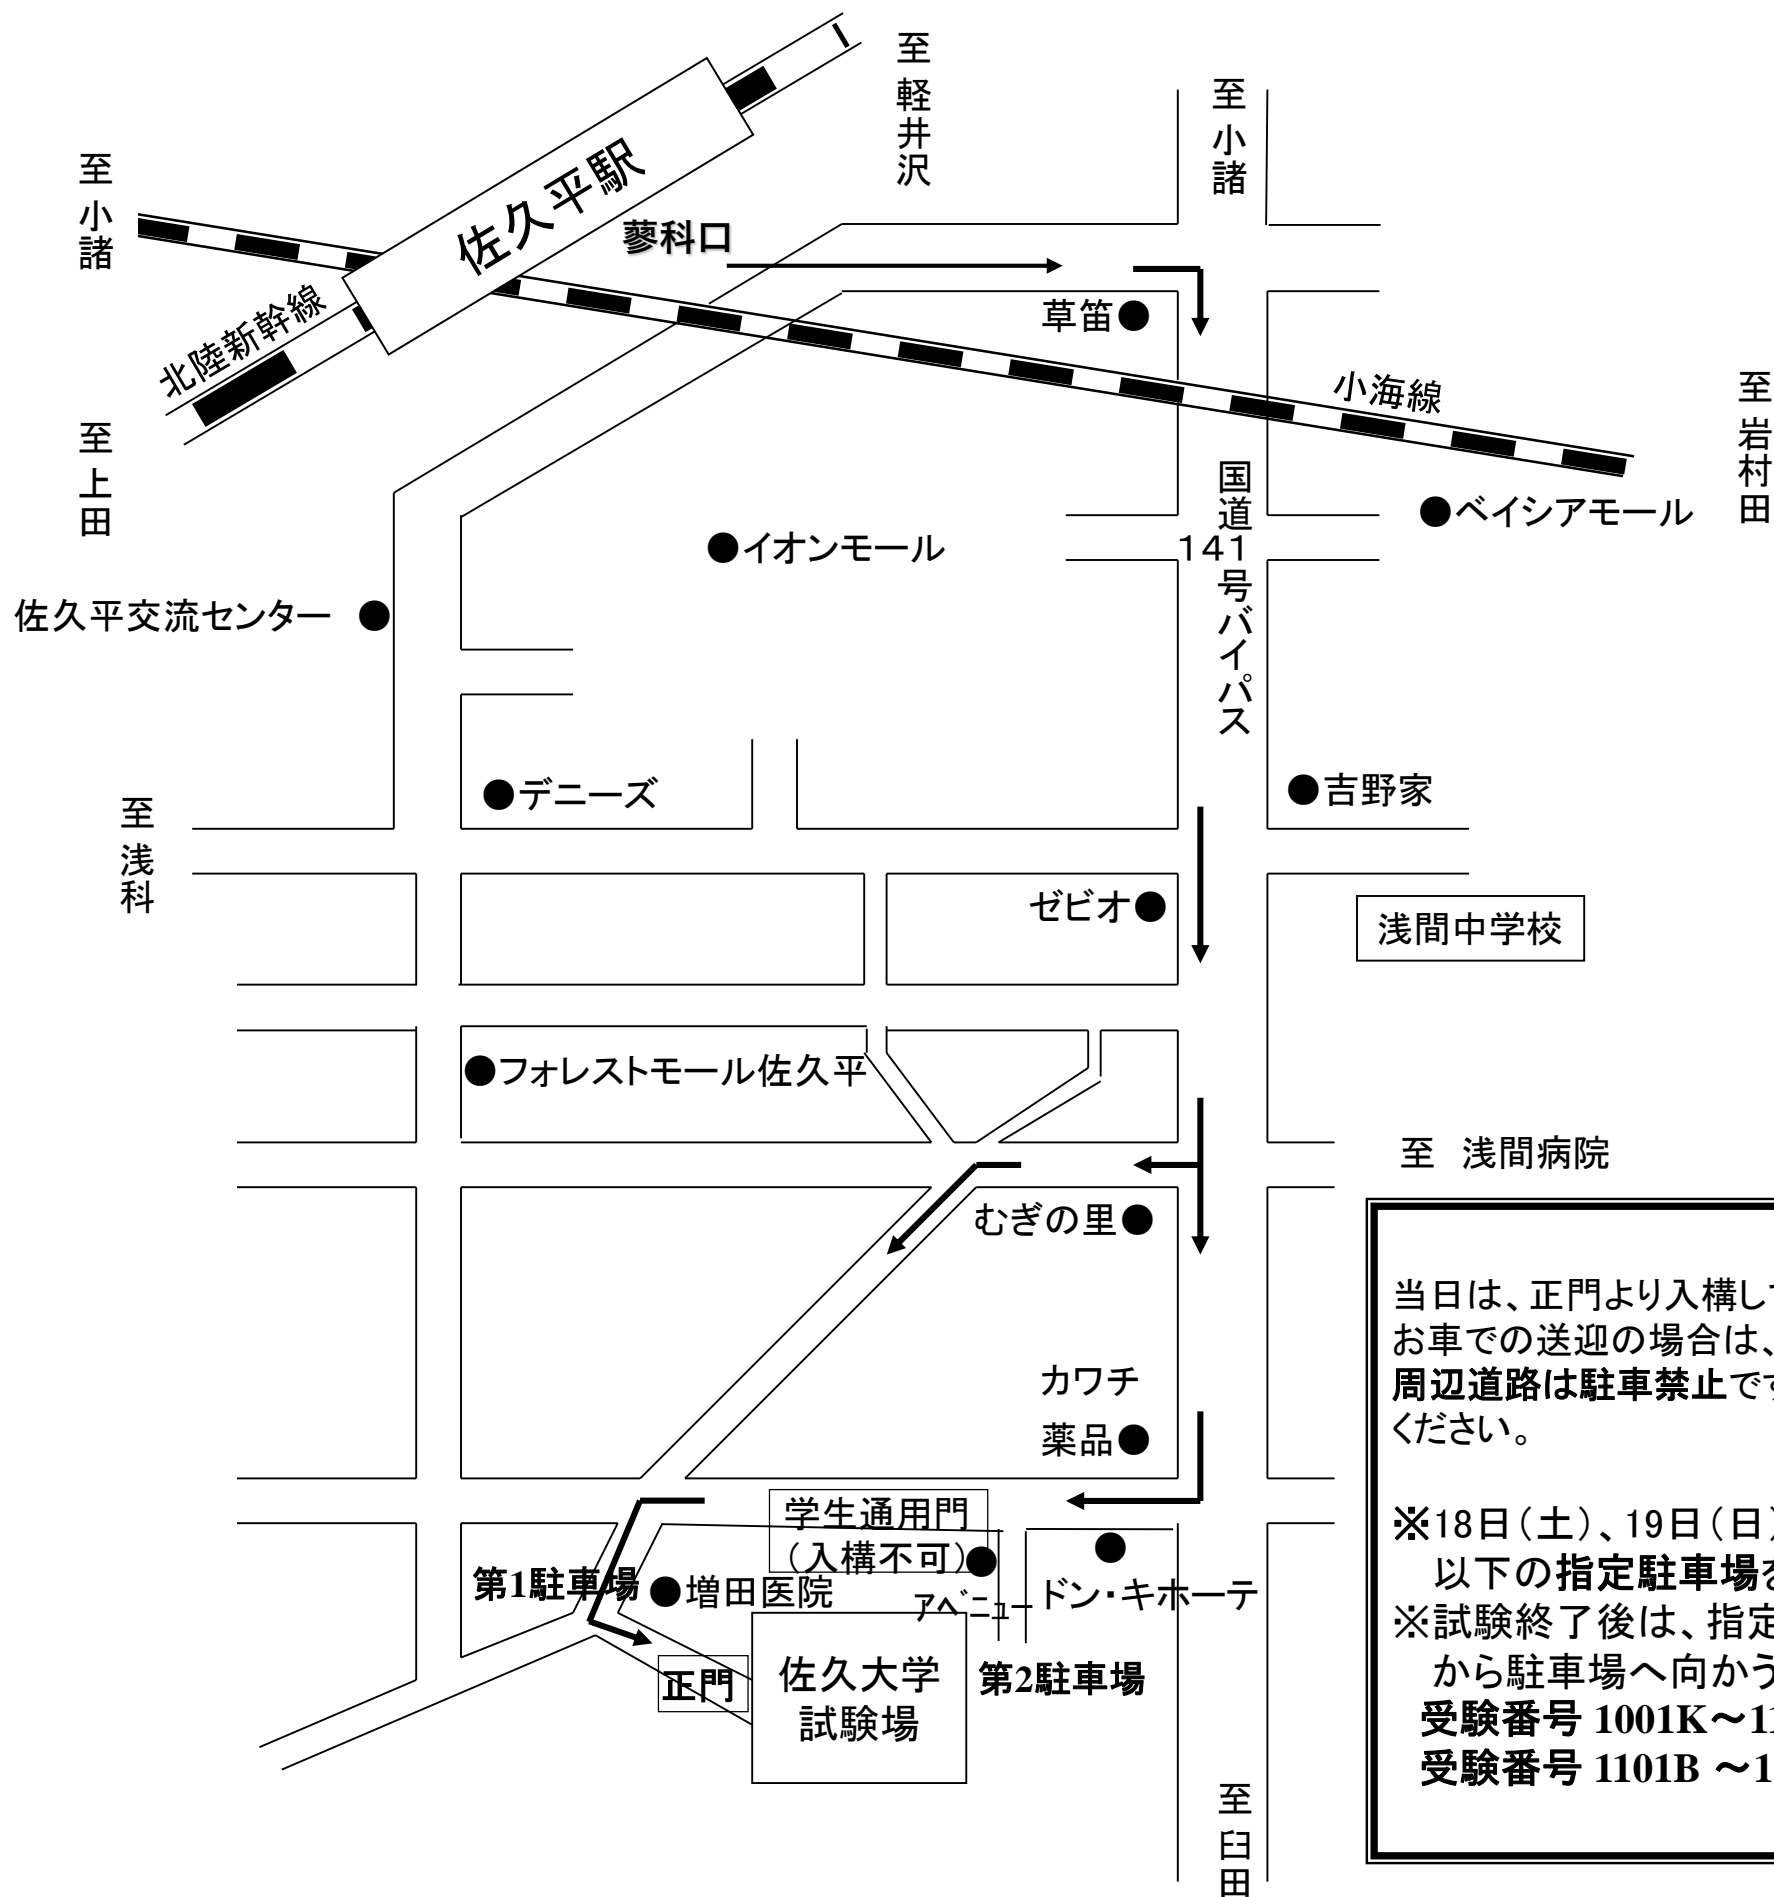 至 軽井沢
至 小諸
至 小諸
佐久平駅
蓼科口
北陸新幹線
草笛●
小海線
至 岩村田
至 上田
国道141号バイパス
●ベイシアモール
●イオンモール
佐久平交流センター ●
●デニーズ
●吉野家
至 浅科
ゼビオ●
浅間中学校
●フォレストモール佐久平
至 浅間病院
むぎの里●
カワチ
薬品●
学生通用門
(入構不可)
第1駐車場
●増田医院
アベニュー
ドン・キホーテ
正門
佐久大学
試験場
第2駐車場
至 臼田
当日は、正門より入構し
お車での送迎の場合は、
周辺道路は駐車禁止です
ください。
※18日(土)、19日(日)
以下の指定駐車場を
※試験終了後は、指定
から駐車場へ向かう
受験番号 1001K～11
受験番号 1101B ～1